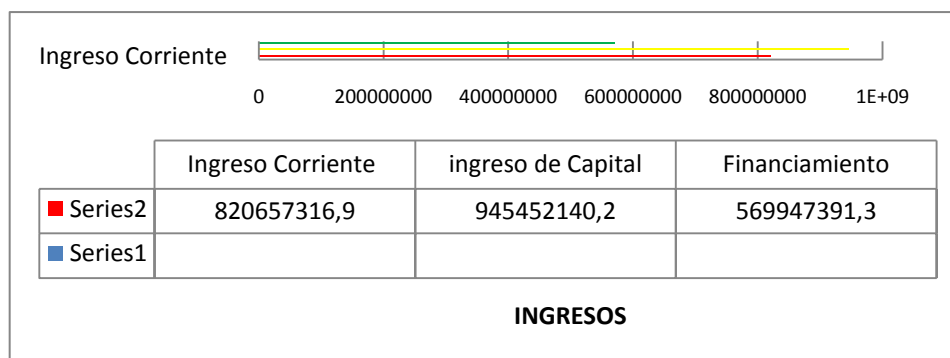 Ingreso Corriente
0 200000000 400000000 600000000 800000000 1E+09
Ingreso Corriente ingreso de Capital Financiamiento
Series2 820657316,9 945452140,2 569947391,3
Series1
INGRESOS